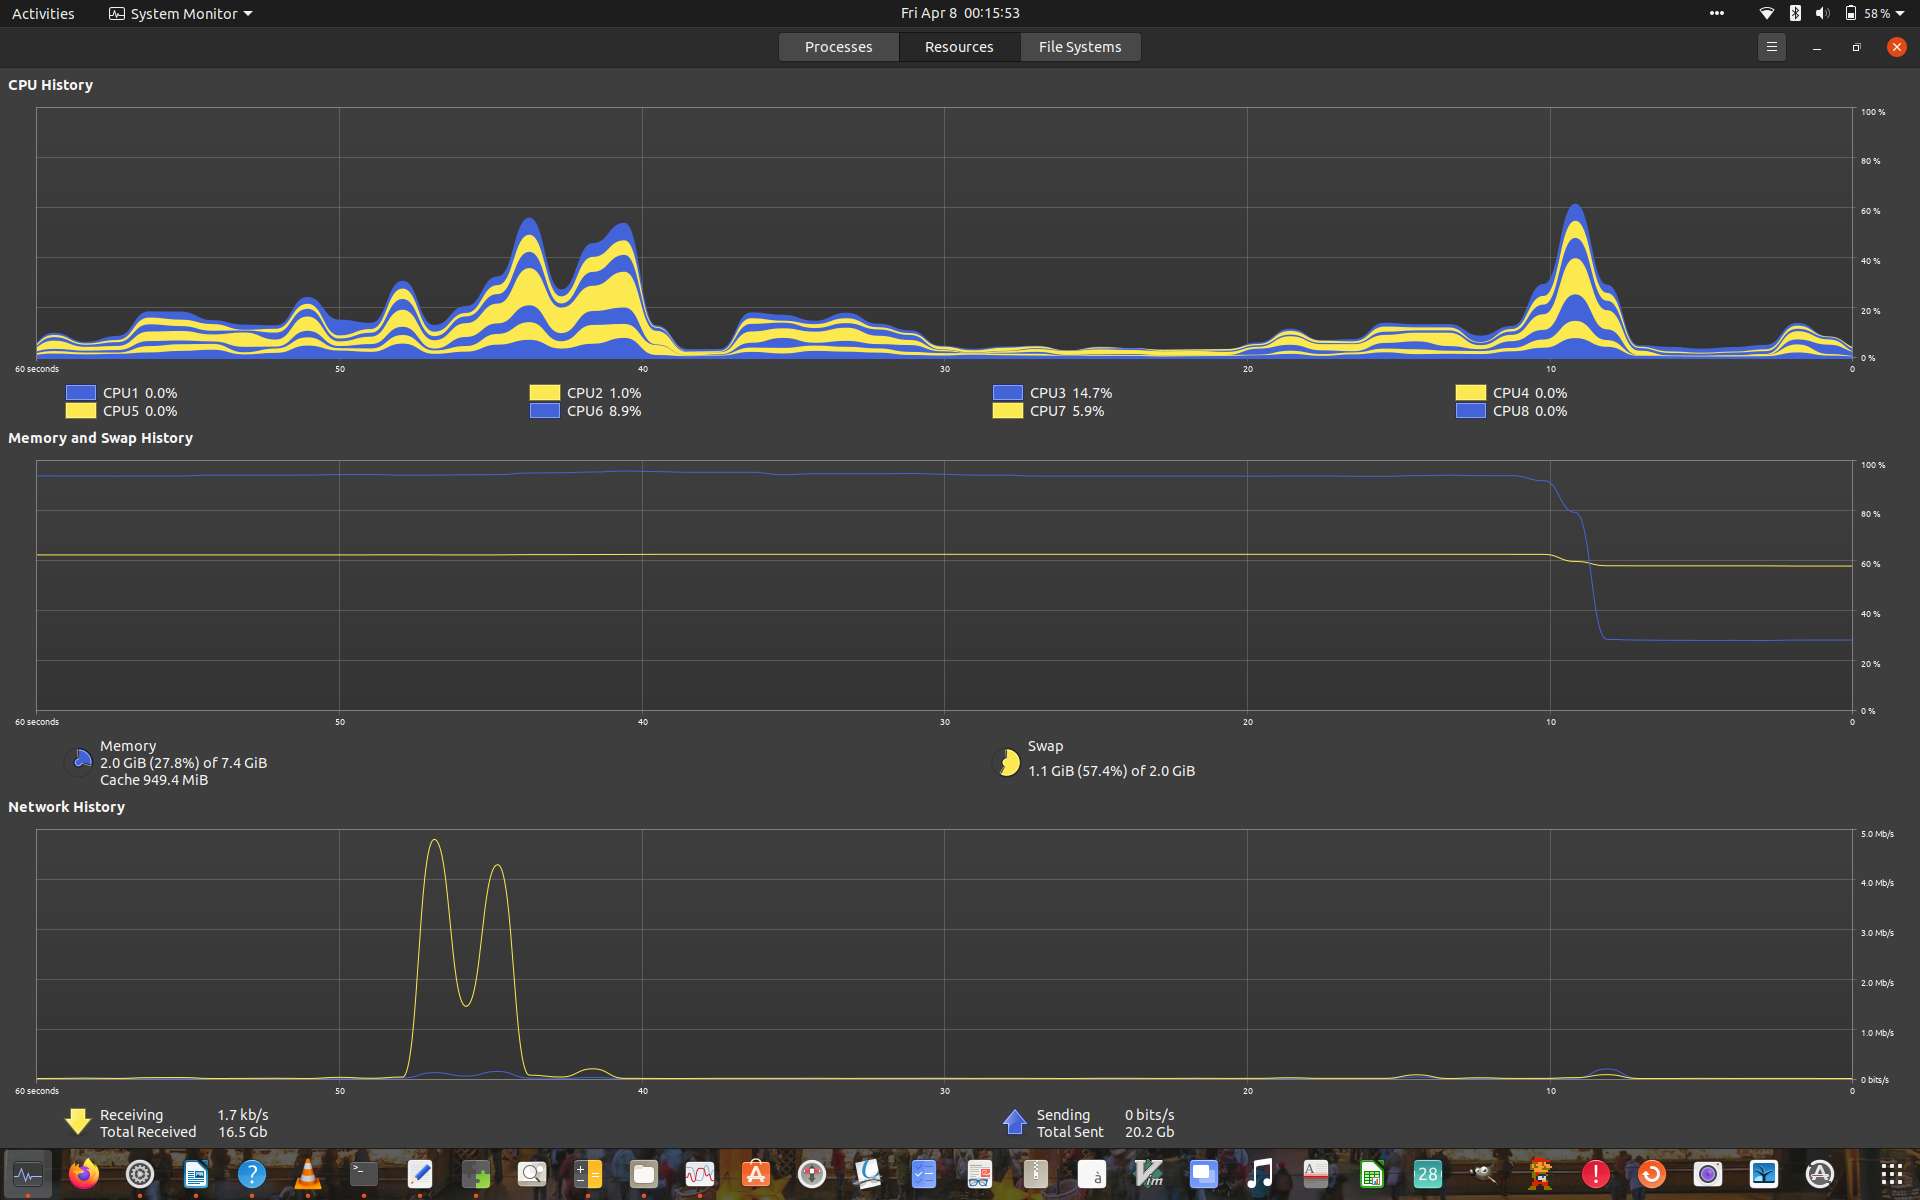 Activities System Monitor Fri Apr 8 00:15:53 58 %
Processes Resources File Systems
CPU History
100 %
80 %
60 %
40 %
20 %
0 %
60 seconds 50 40 30 20 10 0
CPU1 0.0% CPU2 1.0% CPU3 14.7% CPU4 0.0%
CPU5 0.0% CPU6 8.9% CPU7 5.9% CPU8 0.0%
Memory and Swap History
100 %
80 %
60 %
40 %
20 %
0 %
60 seconds 50 40 30 20 10 0
Memory
2.0 GiB (27.8%) of 7.4 GiB
Cache 949.4 MiB
Swap
1.1 GiB (57.4%) of 2.0 GiB
Network History
5.0 Mb/s
4.0 Mb/s
3.0 Mb/s
2.0 Mb/s
1.0 Mb/s
0 bits/s
60 seconds 50 40 30 20 10 0
Receiving 1.7 kb/s
Total Received 16.5 Gb
Sending 0 bits/s
Total Sent 20.2 Gb
? >_ à Vim A 28 !